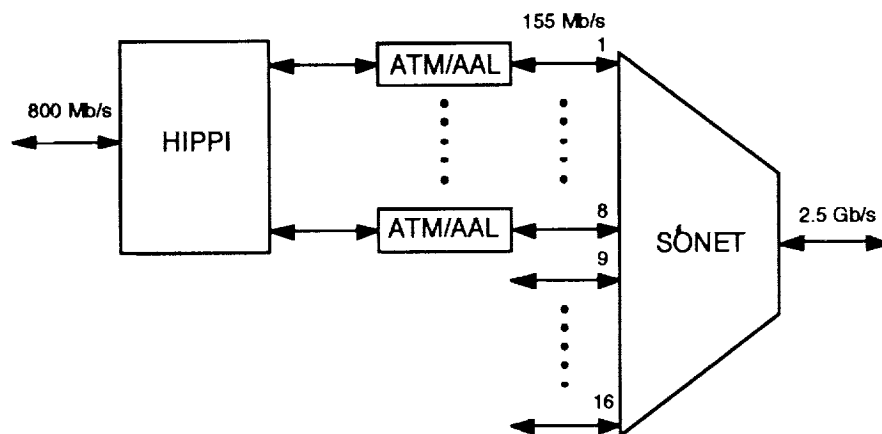 155 Mb/s
1
ATM/AAL
800 Mb/s
HIPPI
8
ATM/AAL
2.5 Gb/s
SONET
9
16